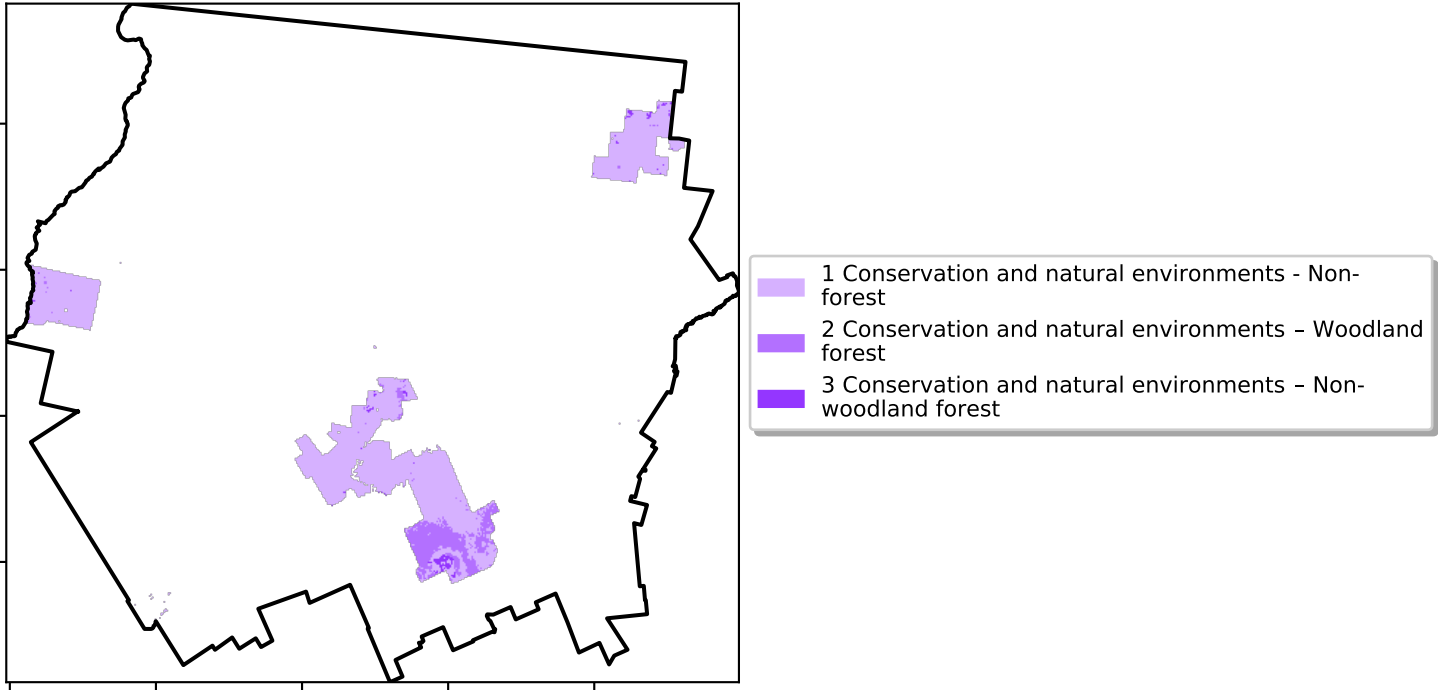 1 Conservation and natural environments - Non-
forest
2 Conservation and natural environments – Woodland
forest
3 Conservation and natural environments – Non-
woodland forest